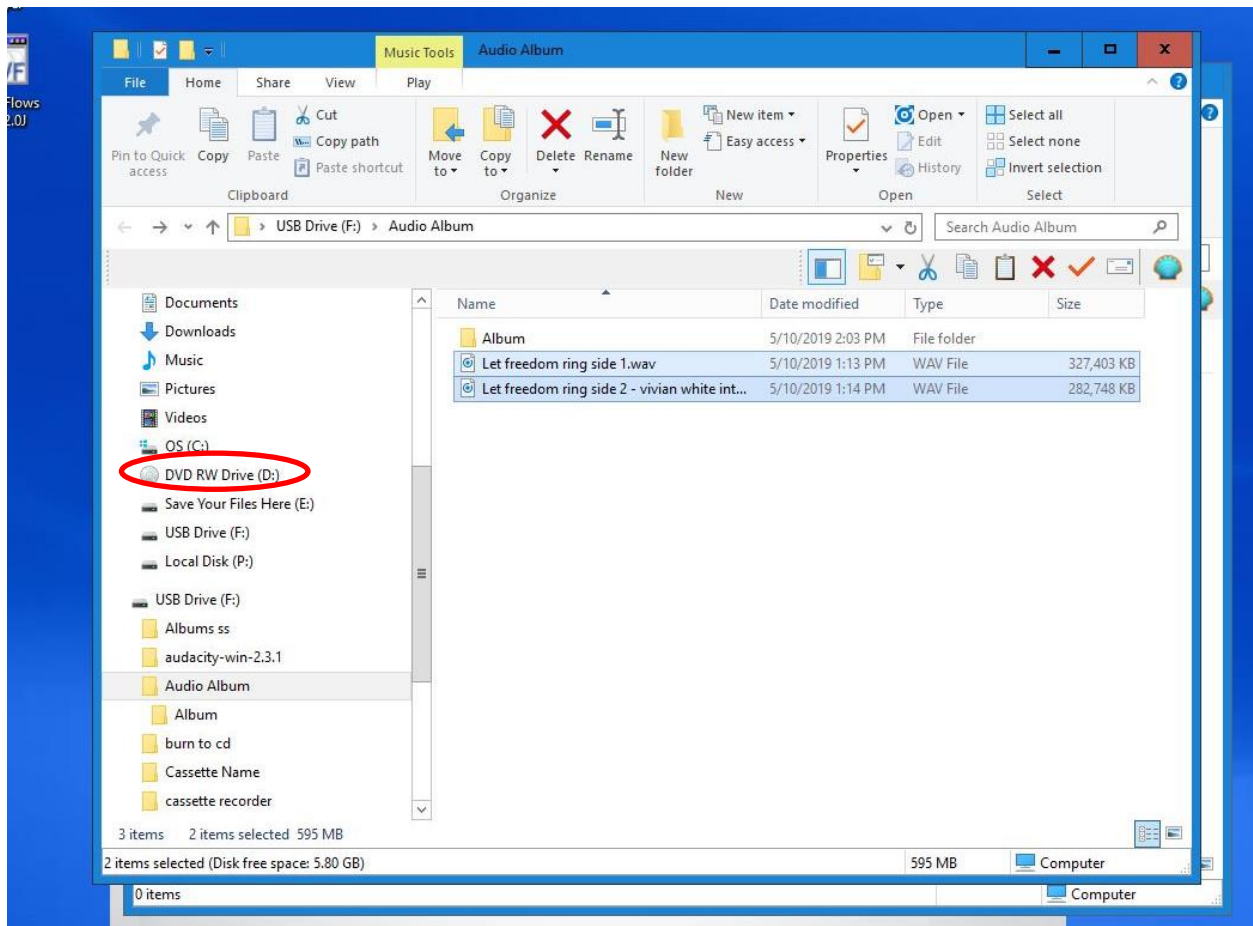 Flows
2.0J
Music Tools Audio Album
File Home Share View Play
Pin to Quick access
Copy
Paste
Cut
Copy path
Paste shortcut
Clipboard
Move to
Copy to
Delete
Rename
Organize
New folder
New item
Easy access
New
Properties
Open
Edit
History
Open
Select all
Select none
Invert selection
Select
USB Drive (F:) > Audio Album
Search Audio Album
Name Date modified Type Size
Album 5/10/2019 2:03 PM File folder
Let freedom ring side 1.wav 5/10/2019 1:13 PM WAV File 327,403 KB
Let freedom ring side 2 - vivian white int... 5/10/2019 1:14 PM WAV File 282,748 KB
Documents
Downloads
Music
Pictures
Videos
OS (C:)
DVD RW Drive (D:)
Save Your Files Here (E:)
USB Drive (F:)
Local Disk (P:)
USB Drive (F:)
Albums ss
audacity-win-2.3.1
Audio Album
Album
burn to cd
Cassette Name
cassette recorder
3 items 2 items selected 595 MB
2 items selected (Disk free space: 5.80 GB) 595 MB Computer
0 items Computer